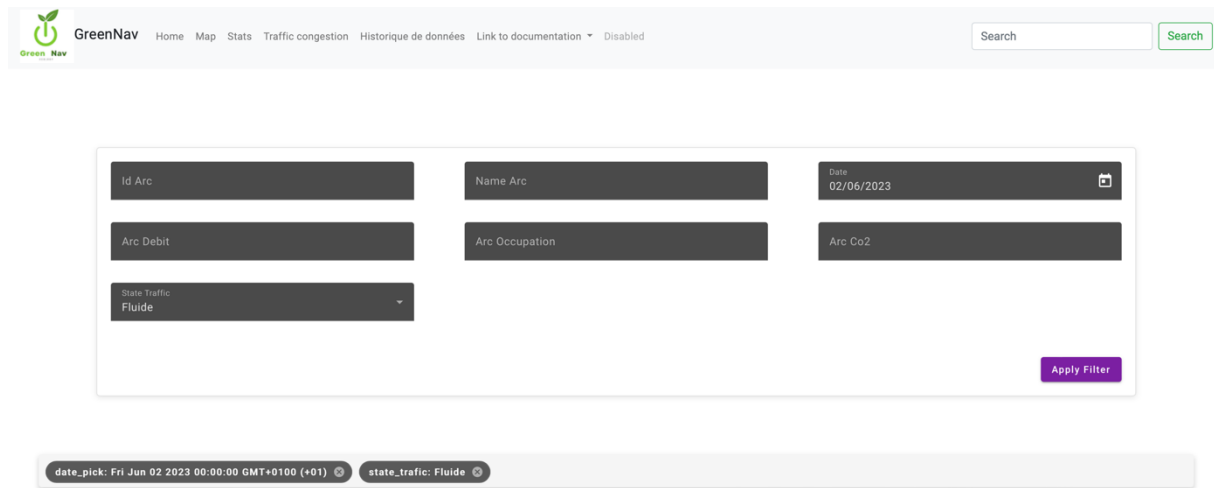 GreenNav Home Map Stats Traffic congestion Historique de données Link to documentation Disabled Search Search
Green Nav
Id Arc Name Arc Date
02/06/2023
Arc Debit Arc Occupation Arc Co2
State Traffic
Fluide
Apply Filter
date_pick: Fri Jun 02 2023 00:00:00 GMT+0100 (+01) state_trafic: Fluide